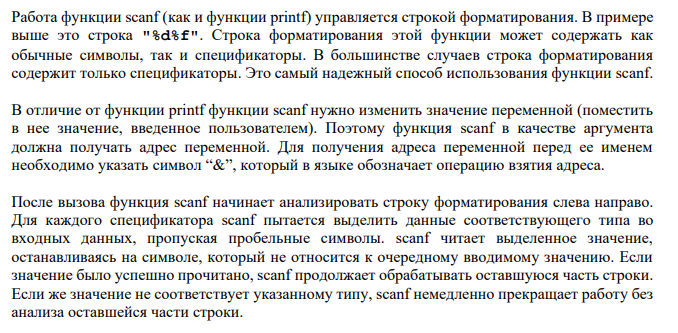 Работа функции scanf (как и функции printf) управляется строкой форматирования. В примере
выше это строка "%d%f". Строка форматирования этой функции может содержать как
обычные символы, так и спецификаторы. В большинстве случаев строка форматирования
содержит только спецификаторы. Это самый надежный способ использования функции scanf.
В отличие от функции printf функции scanf нужно изменить значение переменной (поместить
в нее значение, введенное пользователем). Поэтому функция scanf в качестве аргумента
должна получать адрес переменной. Для получения адреса переменной перед ее именем
необходимо указать символ “&”, который в языке обозначает операцию взятия адреса.
После вызова функция scanf начинает анализировать строку форматирования слева направо.
Для каждого спецификатора scanf пытается выделить данные соответствующего типа во
входных данных, пропуская пробельные символы. scanf читает выделенное значение,
останавливаясь на символе, который не относится к очередному вводимому значению. Если
значение было успешно прочитано, scanf продолжает обрабатывать оставшуюся часть строки.
Если же значение не соответствует указанному типу, scanf немедленно прекращает работу без
анализа оставшейся части строки.